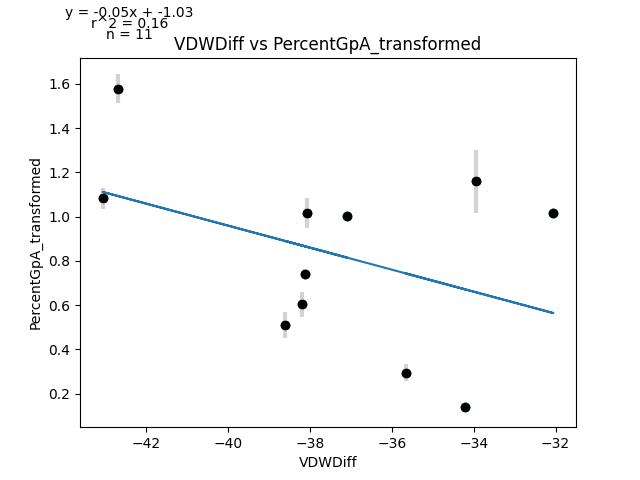 y = -0.05x + -1.03
r^2 = 0.16
n = 11
VDWDiff vs PercentGpA_transformed
PercentGpA_transformed
1.6
1.4
1.2
1.0
0.8
0.6
0.4
0.2
−42
−40
−38
−36
−34
−32
VDWDiff